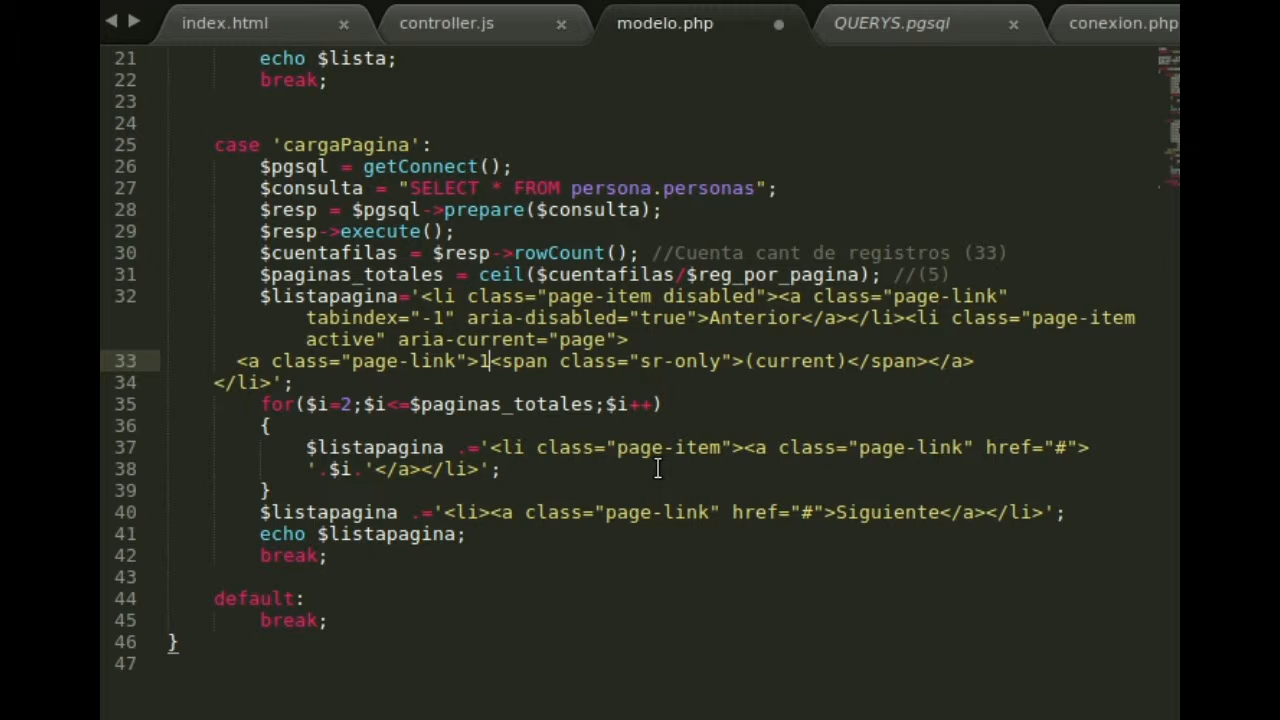 index.html × controller.js × modelo.php QUERYS.pgsql × conexion.php
21 echo $lista;
22 break;
23
24
25 case 'cargaPagina':
26 $pgsql = getConnect();
27 $consulta = "SELECT * FROM persona.personas";
28 $resp = $pgsql->prepare($consulta);
29 $resp->execute();
30 $cuentafilas = $resp->rowCount(); //Cuenta cant de registros (33)
31 $paginas_totales = ceil($cuentafilas/$reg_por_pagina); //(5)
32 $listapagina='<li class="page-item disabled"><a class="page-link"
tabindex="-1" aria-disabled="true">Anterior</a></li><li class="page-item
active" aria-current="page">
33 <a class="page-link">1<span class="sr-only">(current)</span></a>
34 </li>';
35 for($i=2;$i<=$paginas_totales;$i++)
36 {
37 $listapagina .='<li class="page-item"><a class="page-link" href="#">
38 '.$i.'</a></li>';
39 }
40 $listapagina .='<li><a class="page-link" href="#">Siguiente</a></li>';
41 echo $listapagina;
42 break;
43
44 default:
45 break;
46 }
47